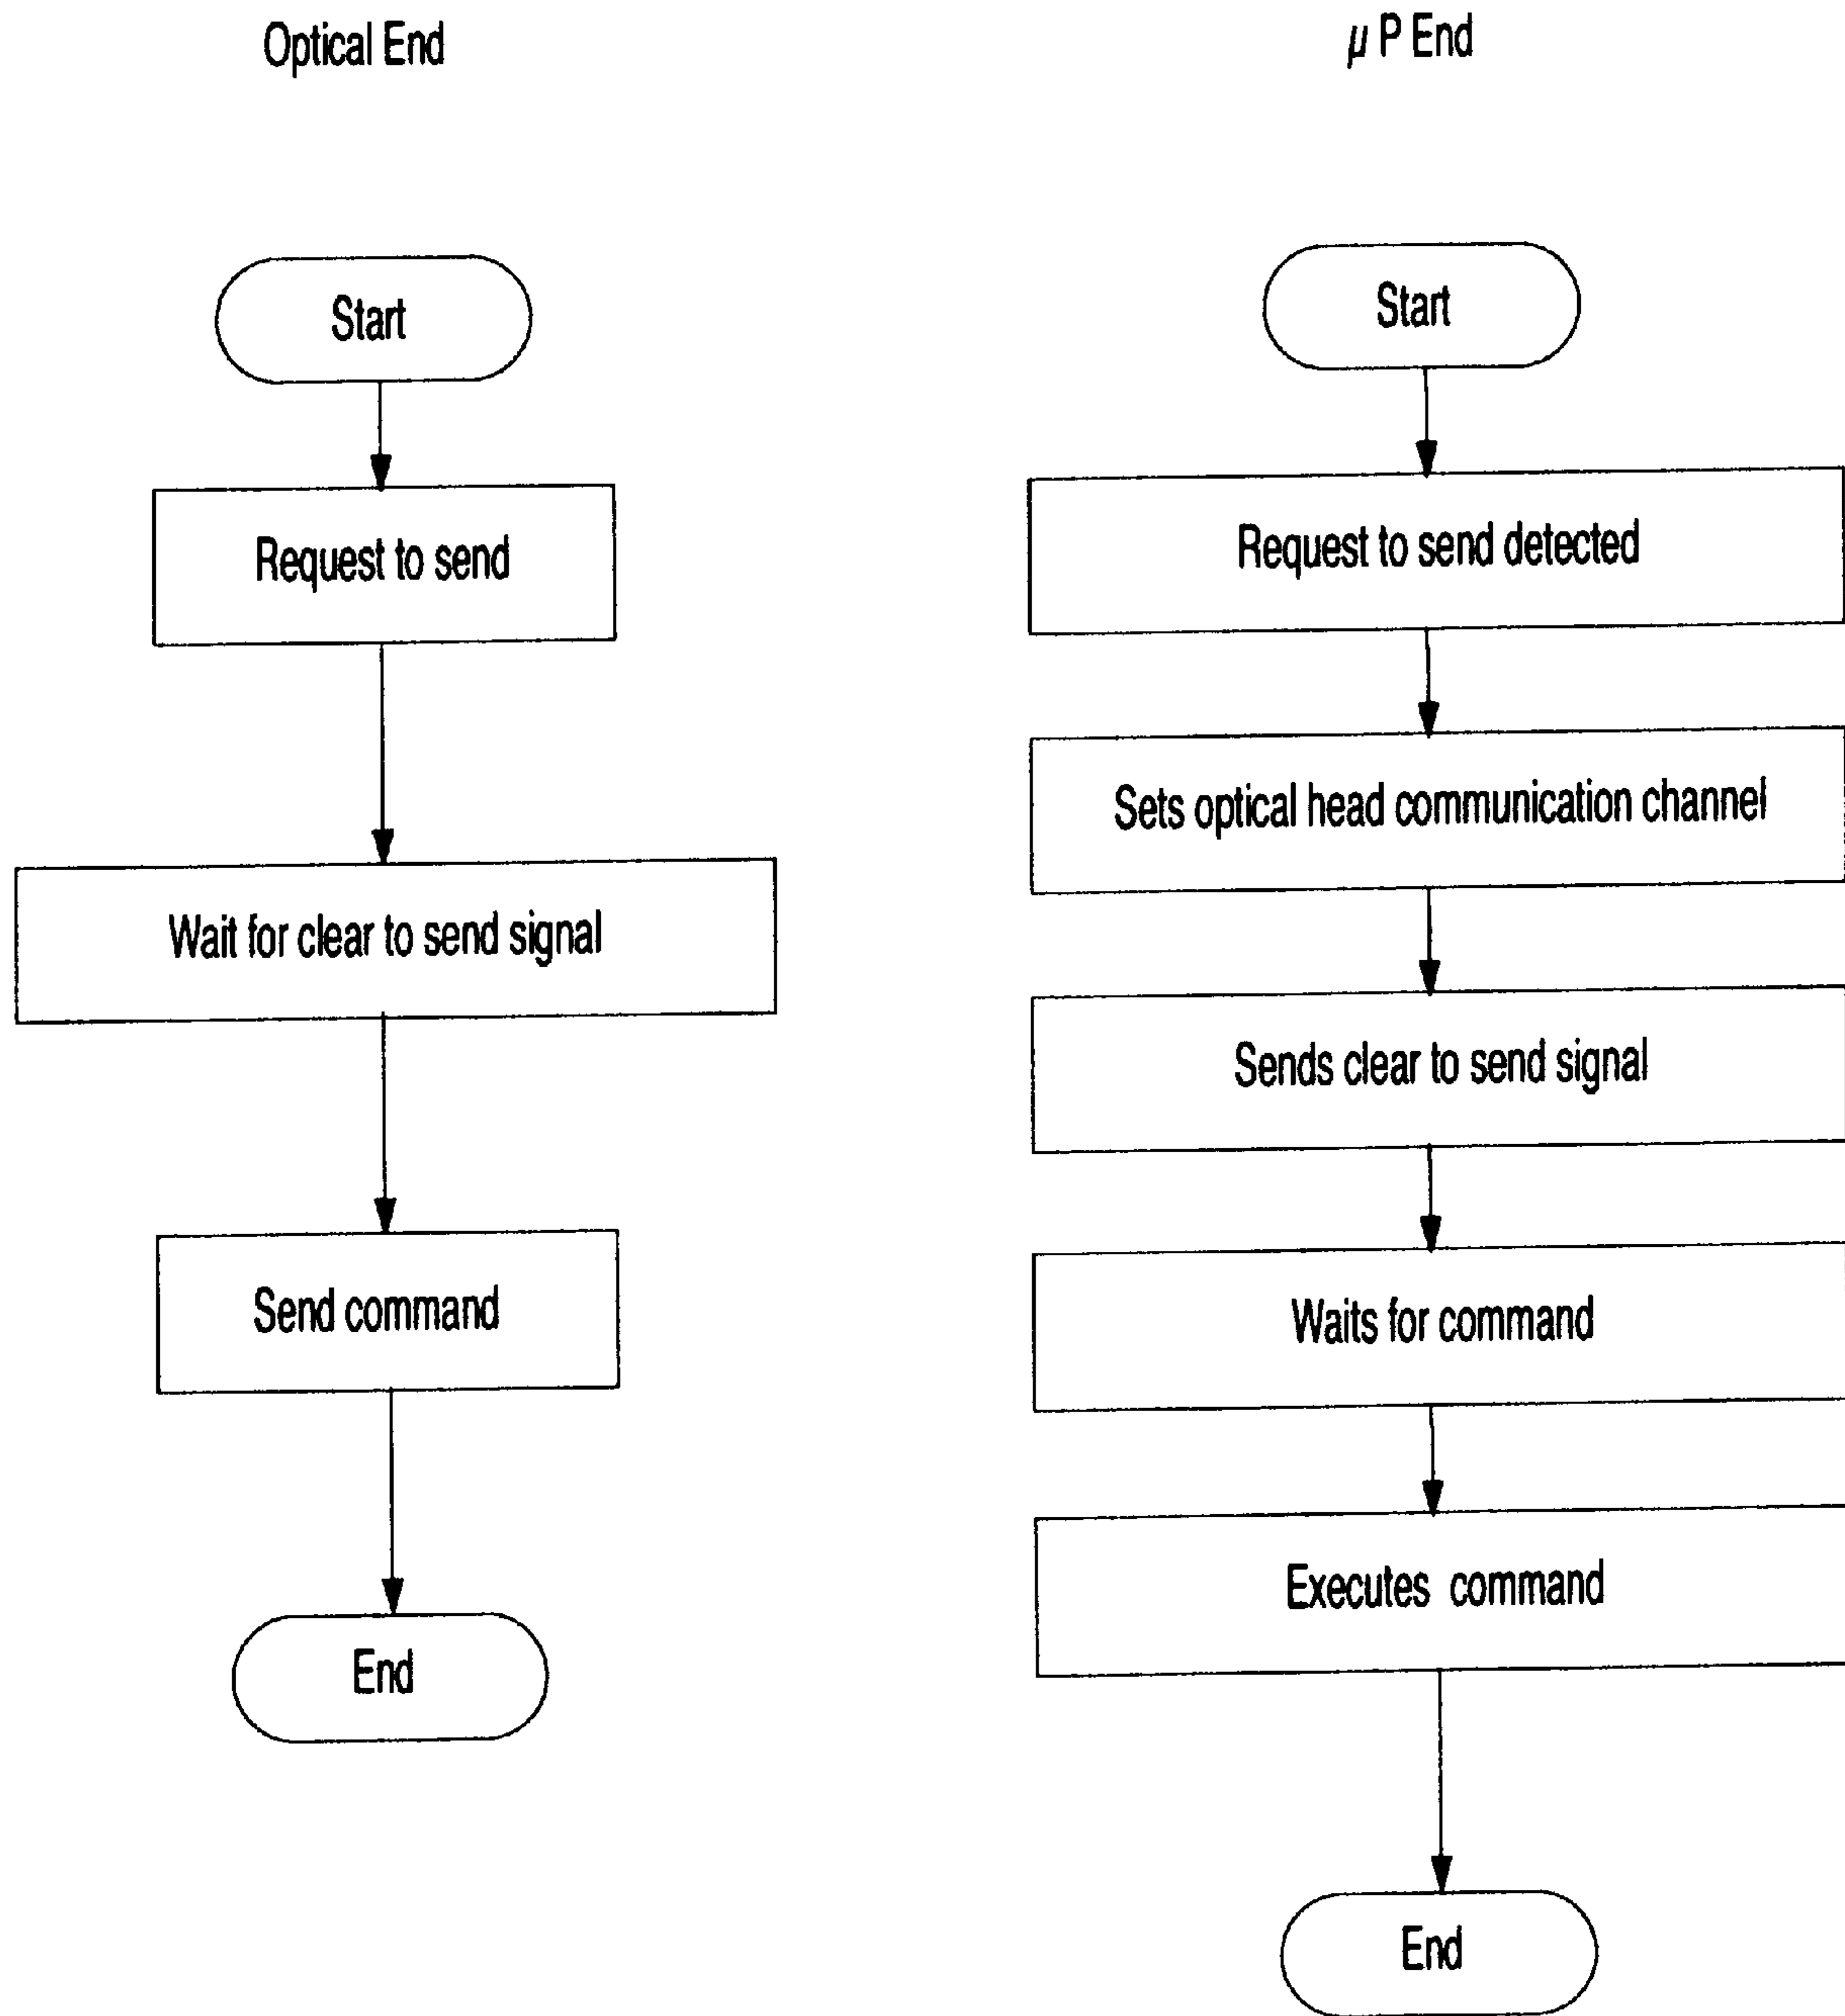 Optical End
Start
Request to send
Wait for clear to send signal
Send command
End
μ P End
Start
Request to send detected
Sets optical head communication channel
Sends clear to send signal
Waits for command
Executes command
End